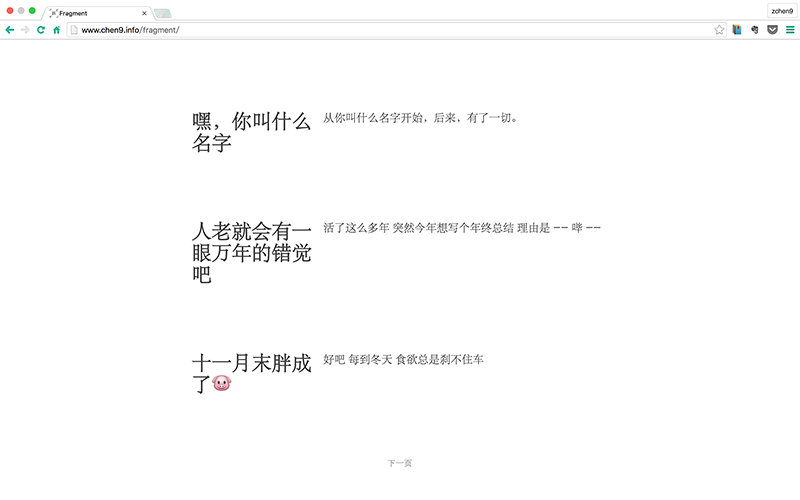 Fragment
zchen9
www.chen9.info/fragment/
嘿，你叫什么
名字
从你叫什么名字开始，后来，有了一切。
人老就会有一
眼万年的错觉
吧
活了这么多年 突然今年想写个年终总结 理由是 —— 哔 ——
十一月末胖成
了🐷
好吧 每到冬天 食欲总是刹不住车
下一页